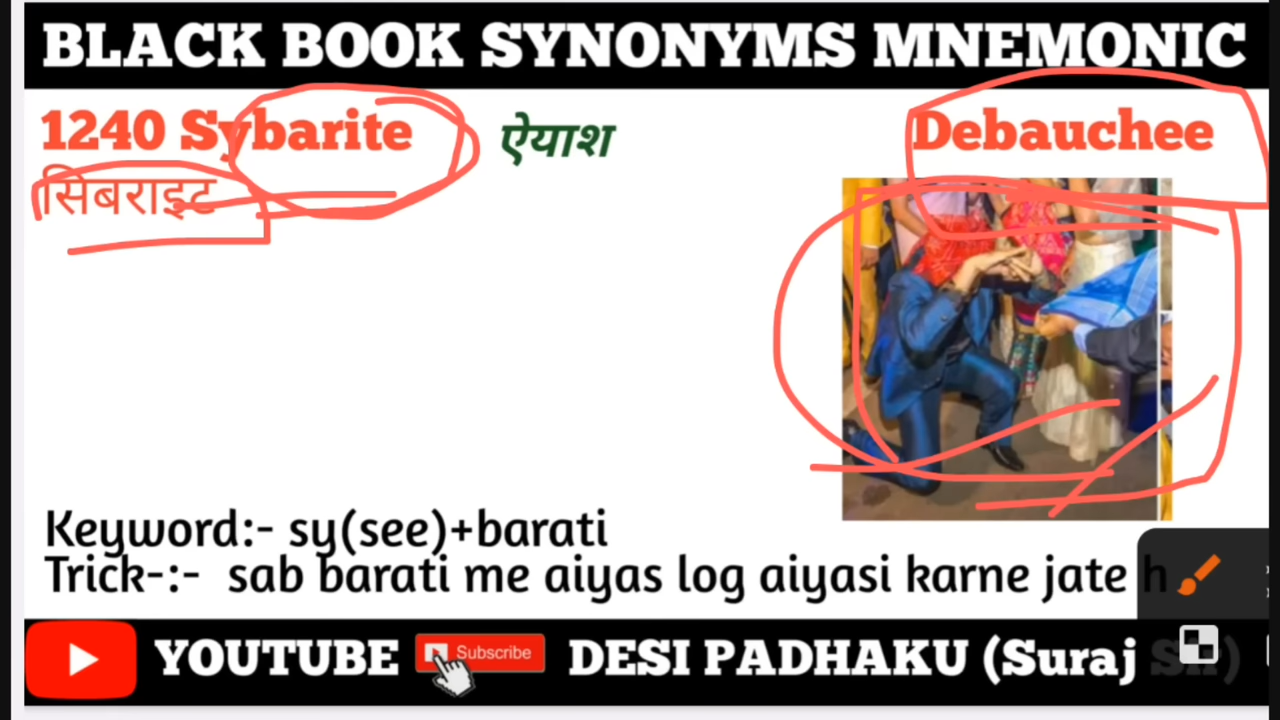 BLACK BOOK SYNONYMS MNEMONIC
1240 Sybarite ऐयाश Debauchee
सिबराइट
Keyword:- sy(see)+barati
Trick-:- sab barati me aiyas log aiyasi karne jate h
YOUTUBE Subscribe DESI PADHAKU (Suraj Sir)